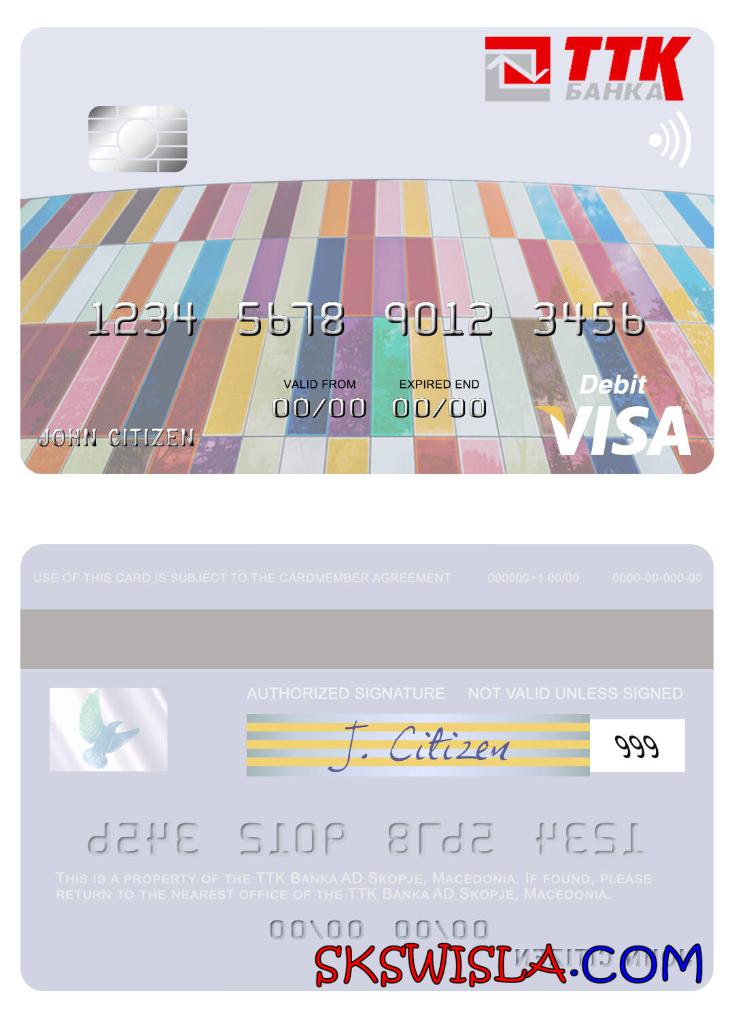 TTK
БАНКА
1234 5678 9012 3456
VALID FROM EXPIRED END
00/00 00/00
Debit
VISA
JOHN CITIZEN
USE OF THIS CARD IS SUBJECT TO THE CARDMEMBER AGREEMENT 000000+1 00/00 0000-00-000-00
AUTHORIZED SIGNATURE NOT VALID UNLESS SIGNED
J. Citizen
999
1234 5678 9012 3456
THIS IS A PROPERTY OF THE TTK BANKA AD SKOPJE, MACEDONIA. IF FOUND, PLEASE
RETURN TO THE NEAREST OFFICE OF THE TTK BANKA AD SKOPJE, MACEDONIA.
00/00 00/00
JOHN CITIZEN
SKSWISLA.COM